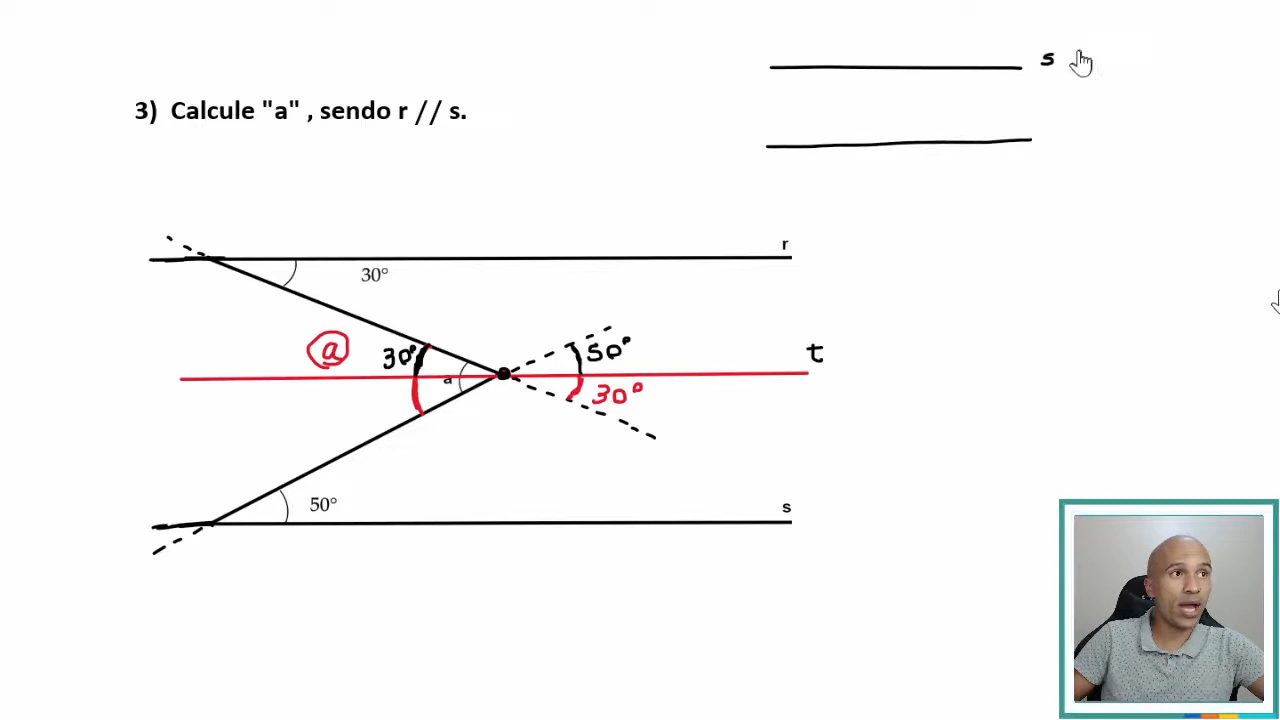 s
3) Calcule "a" , sendo r // s.
r
30°
a
30°
50°
t
a
30°
50°
s